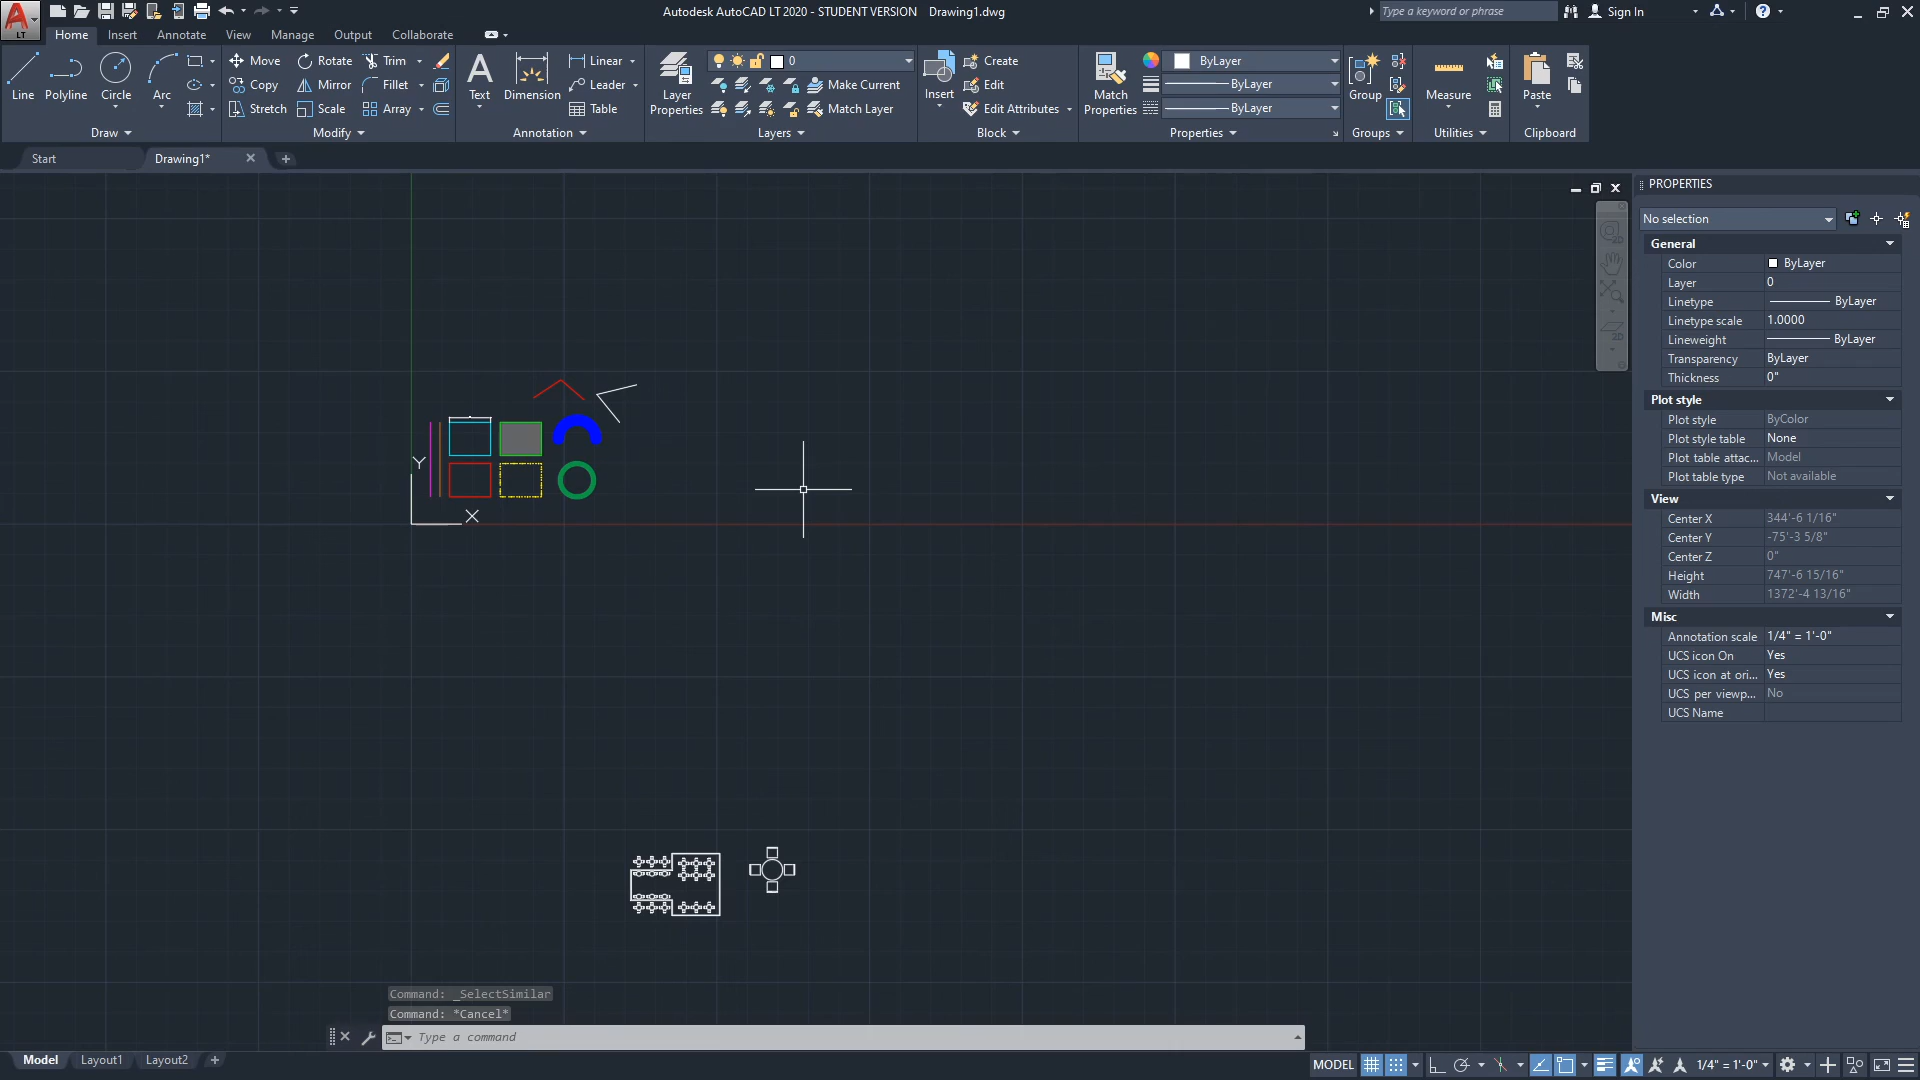 Autodesk AutoCAD LT 2020 - STUDENT VERSION Drawing1.dwg
Type a keyword or phrase
Sign In
LT
Home Insert Annotate View Manage Output Collaborate
Line Polyline Circle Arc
Draw
Move Rotate Trim
Copy Mirror Fillet
Stretch Scale Array
Modify
Text Dimension
Linear
Leader
Table
Annotation
Layer Properties
0
Make Current
Match Layer
Layers
Insert
Create
Edit
Edit Attributes
Block
Match Properties
ByLayer
ByLayer
ByLayer
Properties
Group
Groups
Measure
Utilities
Paste
Clipboard
Start Drawing1*
PROPERTIES
No selection
General
Color ByLayer
Layer 0
Linetype ByLayer
Linetype scale 1.0000
Lineweight ByLayer
Transparency ByLayer
Thickness 0"
Plot style
Plot style ByColor
Plot style table None
Plot table attac... Model
Plot table type Not available
View
Center X 344'-6 1/16"
Center Y -75'-3 5/8"
Center Z 0"
Height 747'-6 15/16"
Width 1372'-4 13/16"
Misc
Annotation scale 1/4" = 1'-0"
UCS icon On Yes
UCS icon at ori... Yes
UCS per viewp... No
UCS Name
Y
X
Command: _SelectSimilar
Command: *Cancel*
Type a command
Model Layout1 Layout2
MODEL 1/4" = 1'-0"